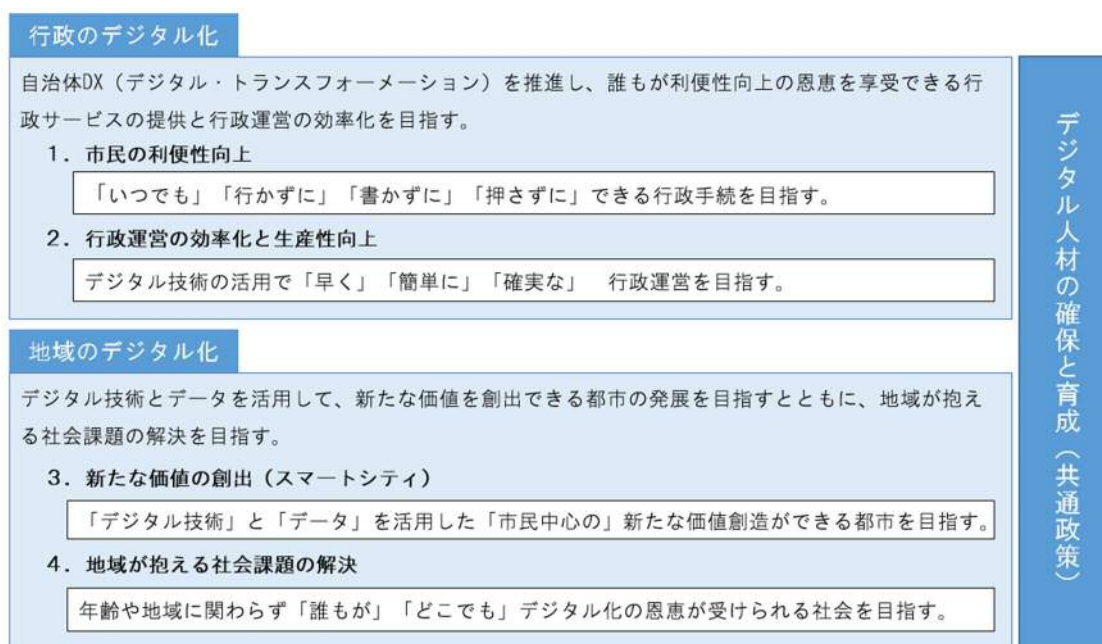 行政のデジタル化
自治体DX（デジタル・トランスフォーメーション）を推進し、誰もが利便性向上の恩恵を享受できる行
政サービスの提供と行政運営の効率化を目指す。
1．市民の利便性向上
「いつでも」「行かずに」「書かずに」「押さずに」できる行政手続を目指す。
2．行政運営の効率化と生産性向上
デジタル技術の活用で「早く」「簡単に」「確実な」　行政運営を目指す。
地域のデジタル化
デジタル技術とデータを活用して、新たな価値を創出できる都市の発展を目指すとともに、地域が抱え
る社会課題の解決を目指す。
3．新たな価値の創出（スマートシティ）
「デジタル技術」と「データ」を活用した「市民中心の」新たな価値創造ができる都市を目指す。
4．地域が抱える社会課題の解決
年齢や地域に関わらず「誰もが」「どこでも」デジタル化の恩恵が受けられる社会を目指す。
デジタル人材の確保と育成（共通政策）